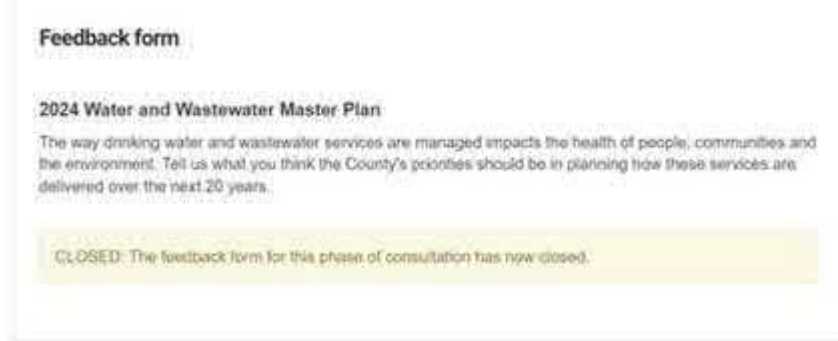 Feedback form
2024 Water and Wastewater Master Plan
The way drinking water and wastewater services are managed impacts the health of people, communities and
the environment. Tell us what you think the County's priorities should be in planning how these services are
delivered over the next 20 years.
CLOSED: The feedback form for this phase of consultation has now closed.